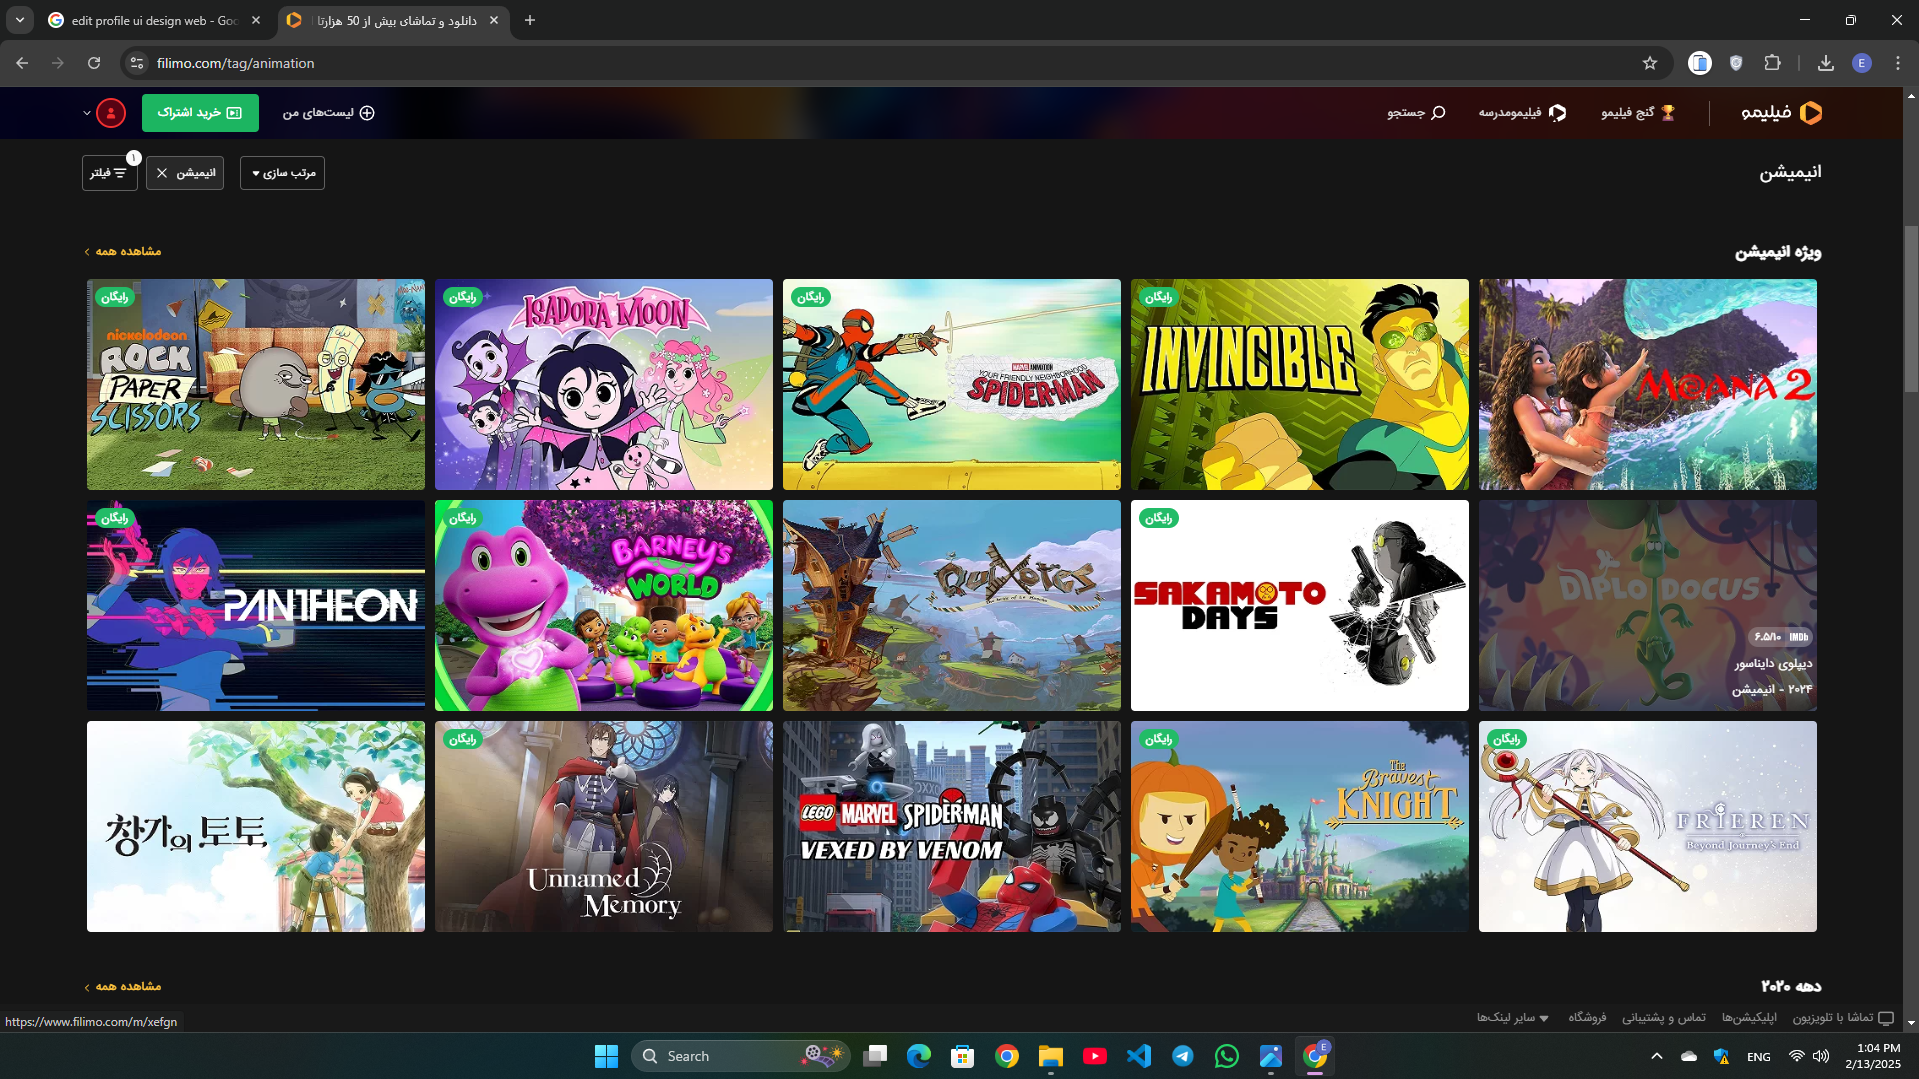 edit profile ui design web - Goo
دانلود و تماشای بیش از 50 هزارتا
filimo.com/tag/animation
E
فیلیمو
گنج فیلیمو
فیلیمومدرسه
جستجو
لیست‌های من
خرید اشتراک
انیمیشن
مرتب سازی
انیمیشن
فیلتر
۱
ویژه انیمیشن
مشاهده همه
MOANA 2
رایگان
INVINCIBLE
رایگان
MARVEL ANIMATION
YOUR FRIENDLY NEIGHBORHOOD
SPIDER-MAN
رایگان
ISADORA MOON
رایگان
nickelodeon
ROCK
PAPER
SCISSORS
DIPLODOCUS
۶.۵/۱۰ IMDb
دیپلوی دایناسور
۲۰۲۴ - انیمیشن
رایگان
SAKAMOTO
DAYS
Quixotes
رایگان
BARNEY'S
WORLD
رایگان
PANTHEON
رایگان
FRIEREN
Beyond Journey's End
رایگان
The
Bravest
KNIGHT
LEGO MARVEL SPIDER-MAN
VEXED BY VENOM
رایگان
Unnamed
Memory
창가의 토토
دهه ۲۰۲۰
مشاهده همه
تماشا با تلویزیون
اپلیکیشن‌ها
تماس و پشتیبانی
فروشگاه
سایر لینک‌ها
https://www.filimo.com/m/xefgn
Search
E
ENG
1:04 PM
2/13/2025